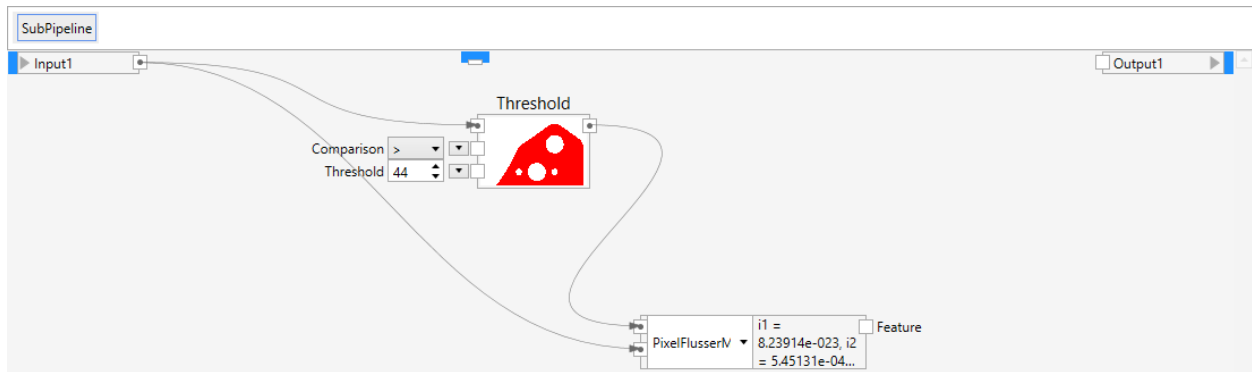 SubPipeline
Input1
Output1
Threshold
Comparison >
Threshold 44
PixelFlusserM
i1 =
8.23914e-023, i2
= 5.45131e-04...
Feature